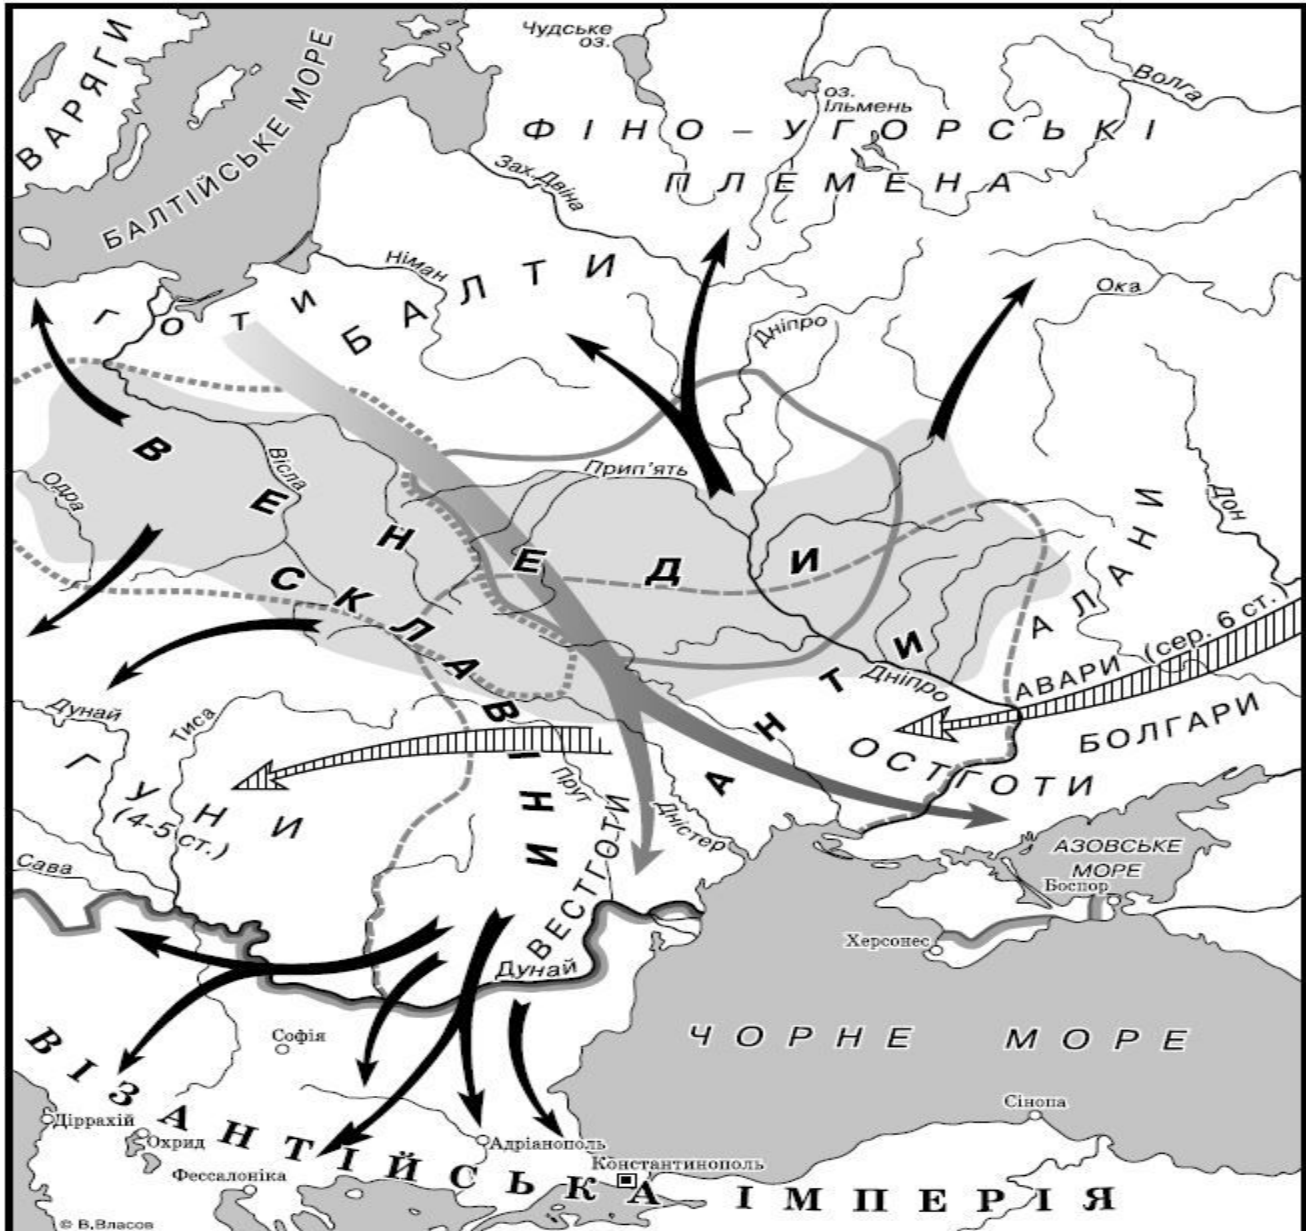 ВАРЯГИ
БАЛТІЙСЬКЕ МОРЕ
Чудське
оз.
оз.
Ільмень
Волга
ФІНО – УГОРСЬКІ
ПЛЕМЕНА
Зах. Двіна
Німан
БАЛТИ
ГОТИ
Ока
Дніпро
Прип'ять
Вісла
Одра
Дон
ВЕНЕДИ
СКЛАВІНИ
АНТИ
АЛАНИ
Дніпро
АВАРИ (сер. 6 ст.)
БОЛГАРИ
ОСТГОТИ
Дунай
Тиса
ГУНИ
(4-5 ст.)
Прут
Дністер
ВЕСТГОТИ
Сава
АЗОВСЬКЕ
МОРЕ
Боспор
Херсонес
Дунай
ЧОРНЕ МОРЕ
Софія
Сінопа
ВІЗАНТІЙСЬКА ІМПЕРІЯ
Діррахій
Охрид
Адріанополь
Фессалоніка
Константинополь
© В.Власов